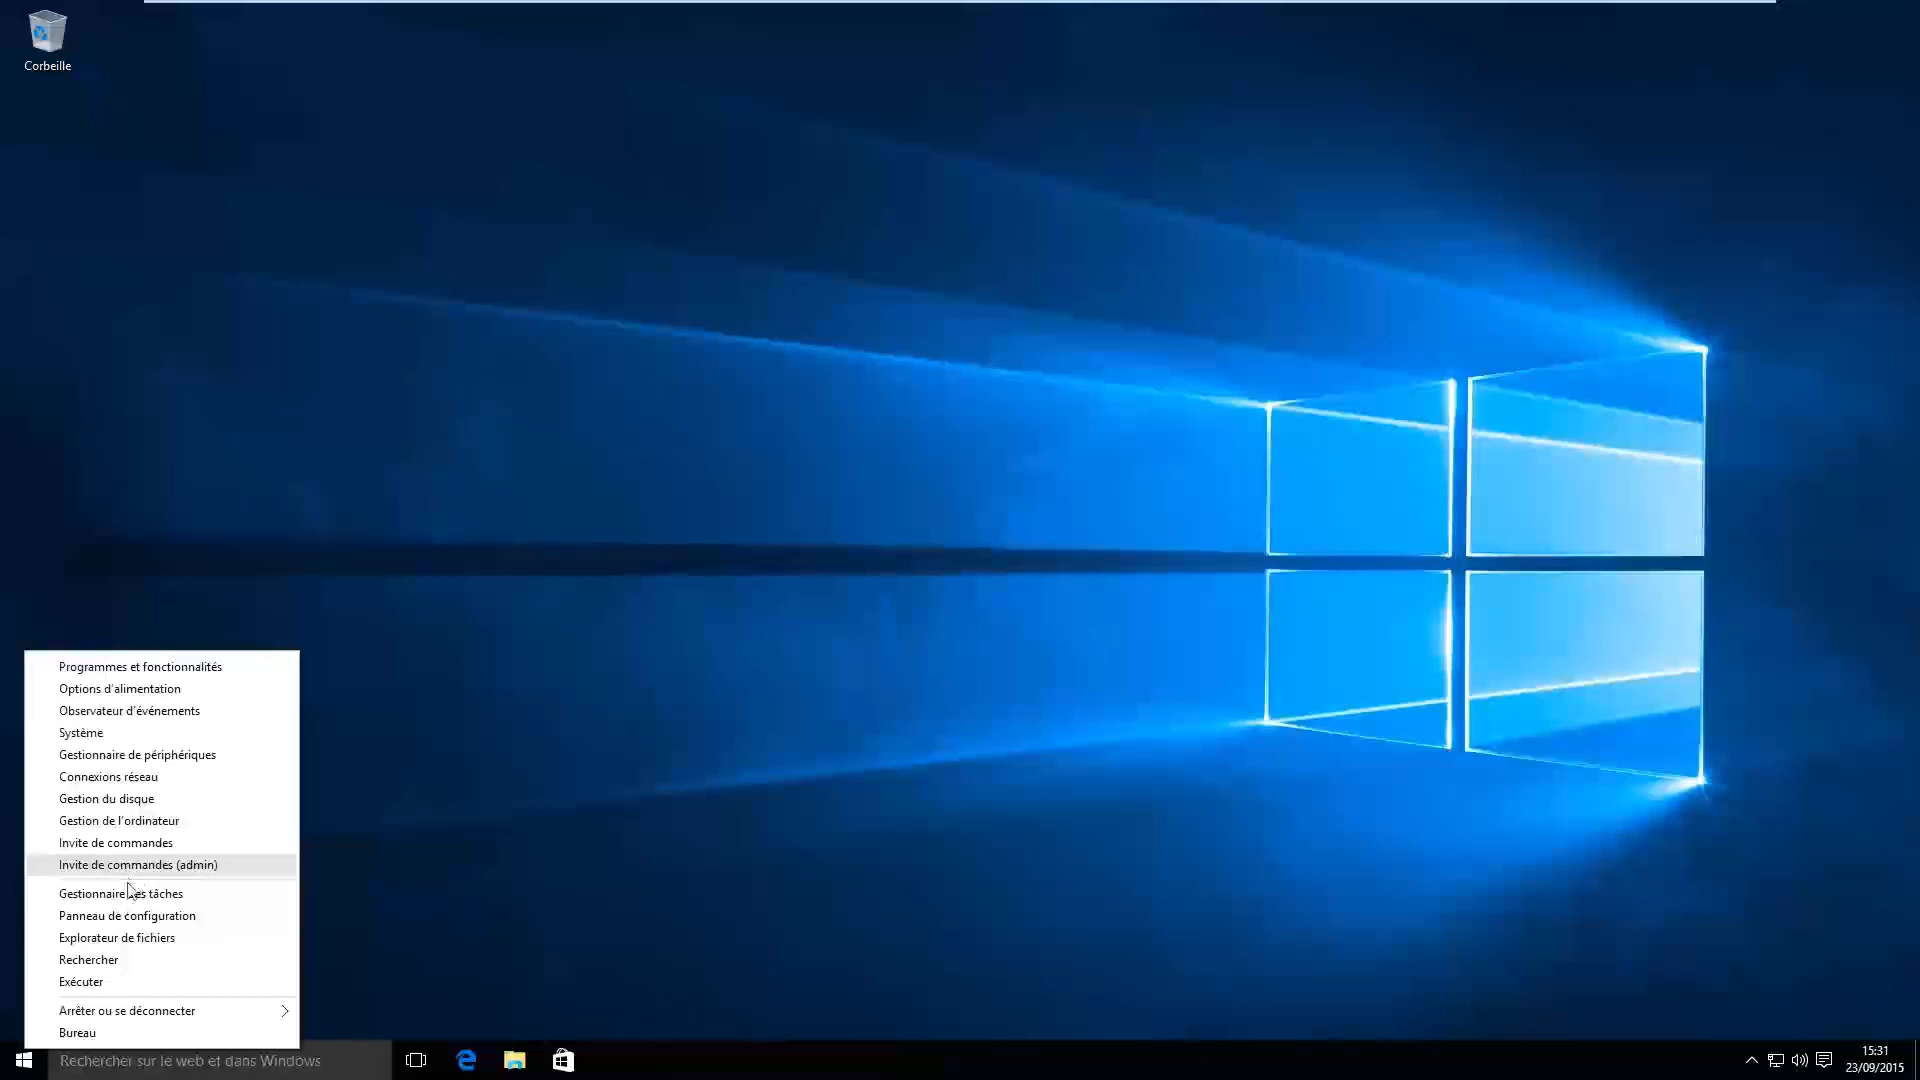 Corbeille
Programmes et fonctionnalités
Options d'alimentation
Observateur d'événements
Système
Gestionnaire de périphériques
Connexions réseau
Gestion du disque
Gestion de l'ordinateur
Invite de commandes
Invite de commandes (admin)
Gestionnaire des tâches
Panneau de configuration
Explorateur de fichiers
Rechercher
Exécuter
Arrêter ou se déconnecter
Bureau
Rechercher sur le web et dans Windows
15:31
23/09/2015